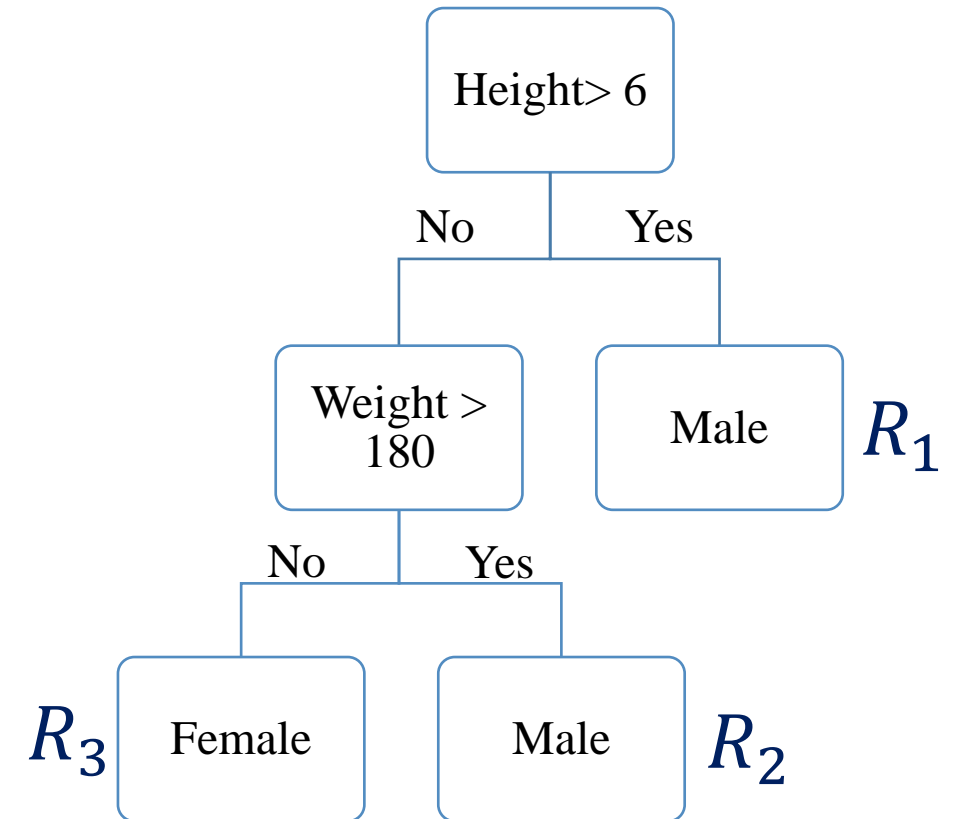 Height> 6
No
Yes
Weight >
180
Male
R1
No
Yes
R3
Female
Male
R2